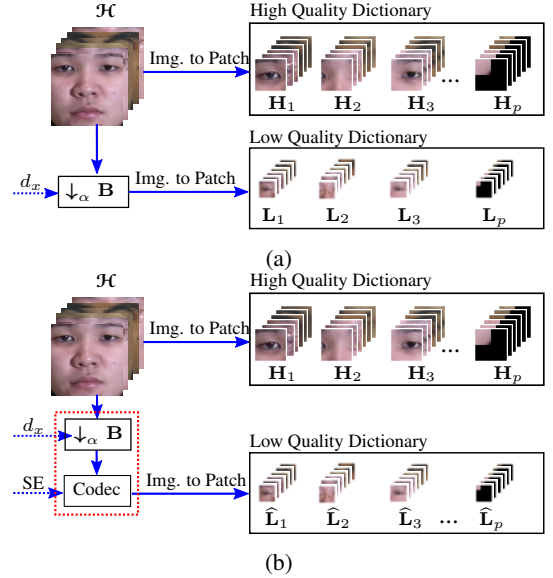 ℋ
High Quality Dictionary
Img. to Patch
...
H₁ H₂ H₃ Hₚ
Low Quality Dictionary
dₓ
↓α B
Img. to Patch
L₁ L₂ L₃ Lₚ
(a)
ℋ
High Quality Dictionary
Img. to Patch
...
H₁ H₂ H₃ Hₚ
dₓ
↓α B
Low Quality Dictionary
SE
Codec
Img. to Patch
L̂₁ L̂₂ L̂₃ ... L̂ₚ
(b)